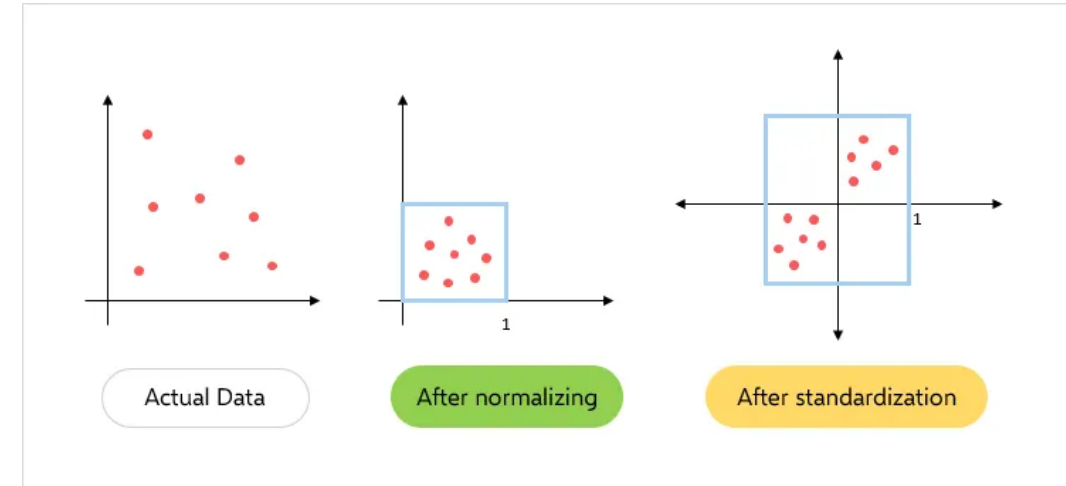 1
1
Actual Data
After normalizing
After standardization